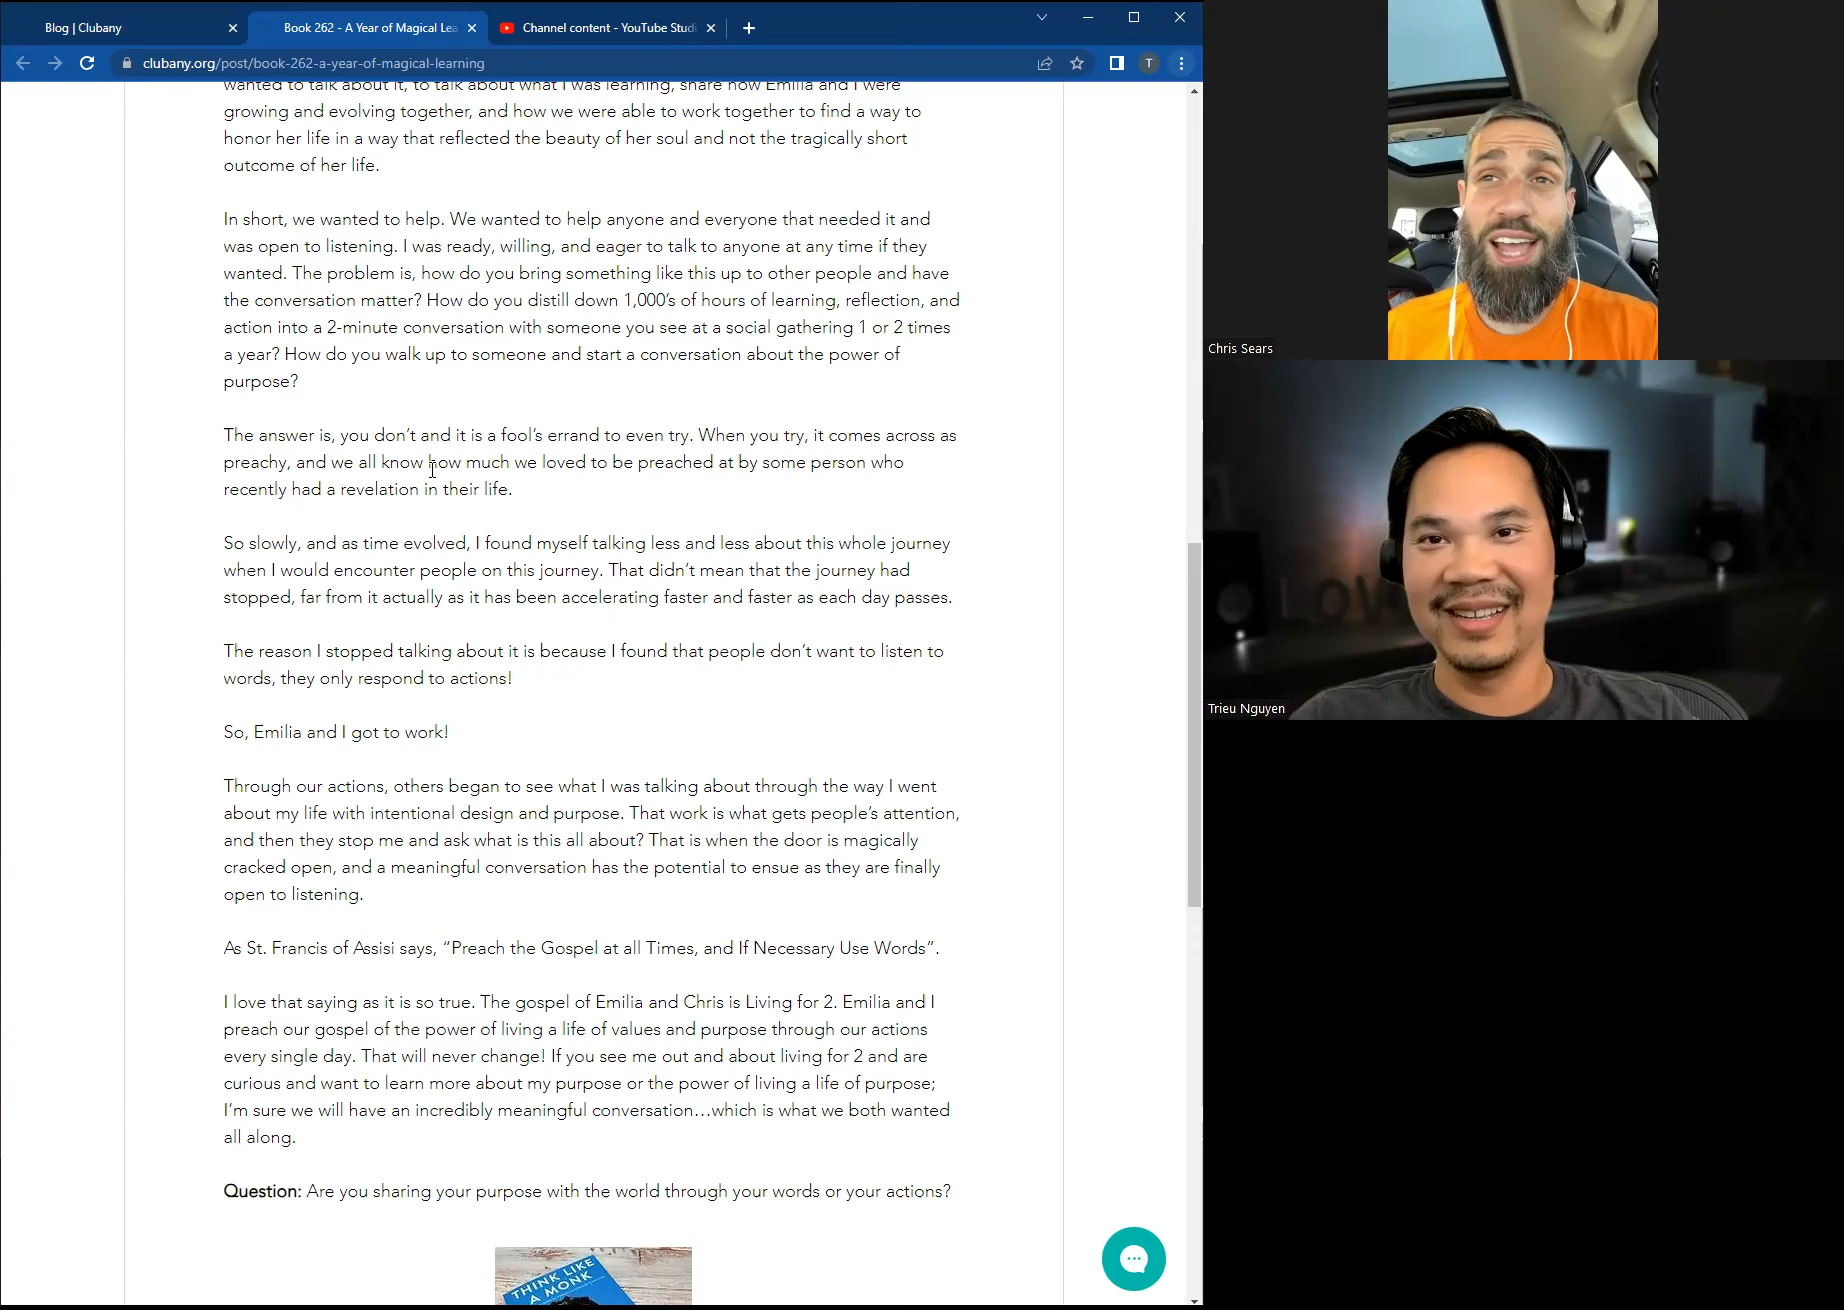 Blog | Clubany
Book 262 - A Year of Magical Lea
Channel content - YouTube Studi
clubany.org/post/book-262-a-year-of-magical-learning
T
wanted to talk about it, to talk about what I was learning, share how Emilia and I were
growing and evolving together, and how we were able to work together to find a way to
honor her life in a way that reflected the beauty of her soul and not the tragically short
outcome of her life.
In short, we wanted to help. We wanted to help anyone and everyone that needed it and
was open to listening. I was ready, willing, and eager to talk to anyone at any time if they
wanted. The problem is, how do you bring something like this up to other people and have
the conversation matter? How do you distill down 1,000’s of hours of learning, reflection, and
action into a 2-minute conversation with someone you see at a social gathering 1 or 2 times
a year? How do you walk up to someone and start a conversation about the power of
purpose?
The answer is, you don’t and it is a fool’s errand to even try. When you try, it comes across as
preachy, and we all know how much we loved to be preached at by some person who
recently had a revelation in their life.
So slowly, and as time evolved, I found myself talking less and less about this whole journey
when I would encounter people on this journey. That didn’t mean that the journey had
stopped, far from it actually as it has been accelerating faster and faster as each day passes.
The reason I stopped talking about it is because I found that people don’t want to listen to
words, they only respond to actions!
So, Emilia and I got to work!
Through our actions, others began to see what I was talking about through the way I went
about my life with intentional design and purpose. That work is what gets people’s attention,
and then they stop me and ask what is this all about? That is when the door is magically
cracked open, and a meaningful conversation has the potential to ensue as they are finally
open to listening.
As St. Francis of Assisi says, “Preach the Gospel at all Times, and If Necessary Use Words”.
I love that saying as it is so true. The gospel of Emilia and Chris is Living for 2. Emilia and I
preach our gospel of the power of living a life of values and purpose through our actions
every single day. That will never change! If you see me out and about living for 2 and are
curious and want to learn more about my purpose or the power of living a life of purpose;
I’m sure we will have an incredibly meaningful conversation…which is what we both wanted
all along.
Question: Are you sharing your purpose with the world through your words or your actions?
THINK LIKE
A MONK
Chris Sears
LOV
Trieu Nguyen